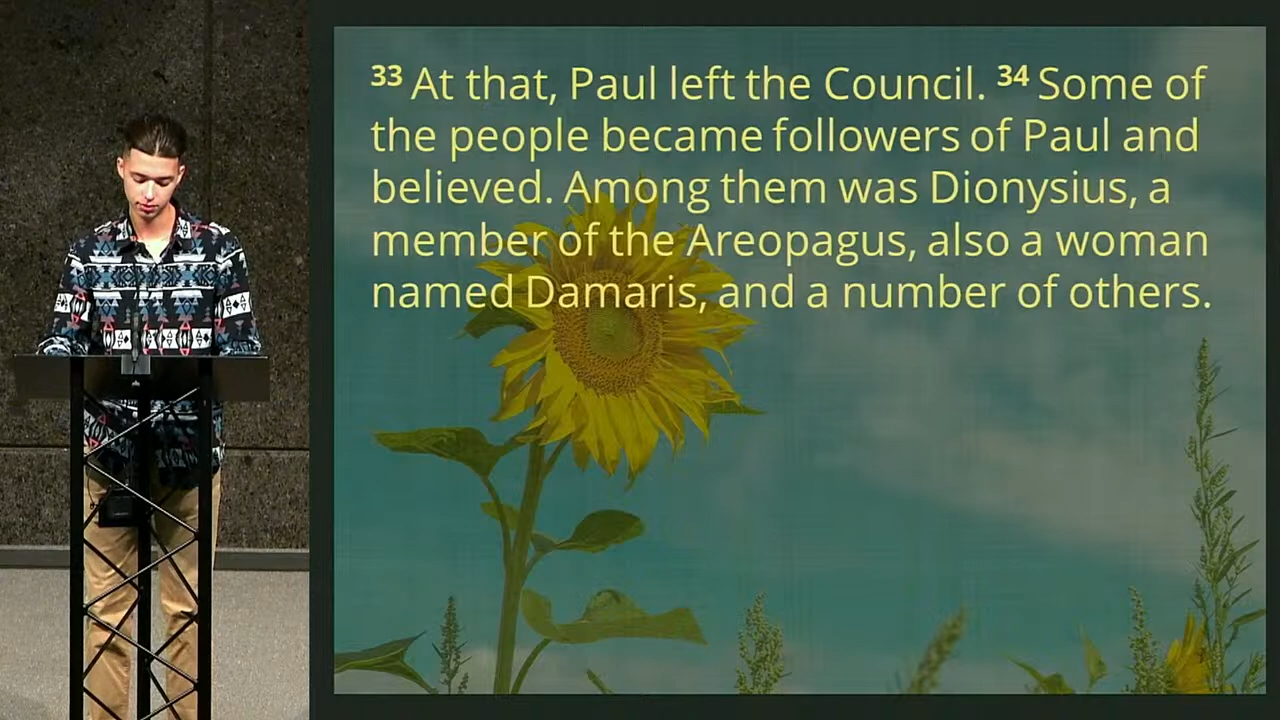 33 At that, Paul left the Council. 34 Some of
the people became followers of Paul and
believed. Among them was Dionysius, a
member of the Areopagus, also a woman
named Damaris, and a number of others.